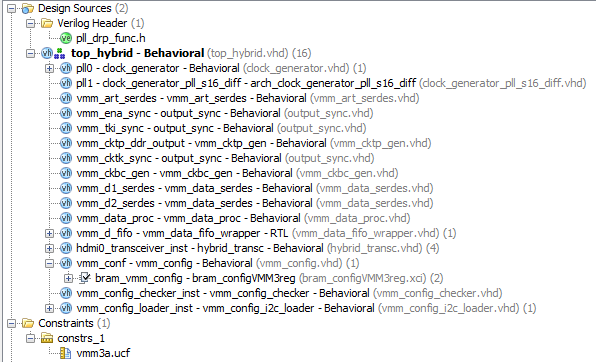 Design Sources (2)
Verilog Header (1)
pll_drp_func.h
top_hybrid - Behavioral (top_hybrid.vhd) (16)
pll0 - clock_generator - Behavioral (clock_generator.vhd) (1)
pll1 - clock_generator_pll_s16_diff - arch_clock_generator_pll_s16_diff (clock_generator_pll_s16_diff.vhd)
vmm_art_serdes - vmm_art_serdes - Behavioral (vmm_art_serdes.vhd)
vmm_ena_sync - output_sync - Behavioral (output_sync.vhd)
vmm_tki_sync - output_sync - Behavioral (output_sync.vhd)
vmm_cktp_ddr_output - vmm_cktp_gen - Behavioral (vmm_cktp_gen.vhd)
vmm_cktk_sync - output_sync - Behavioral (output_sync.vhd)
vmm_ckbc_gen - vmm_ckbc_gen - Behavioral (vmm_ckbc_gen.vhd)
vmm_d1_serdes - vmm_data_serdes - Behavioral (vmm_data_serdes.vhd)
vmm_d2_serdes - vmm_data_serdes - Behavioral (vmm_data_serdes.vhd)
vmm_data_proc - vmm_data_proc - Behavioral (vmm_data_proc.vhd)
vmm_d_fifo - vmm_data_fifo_wrapper - RTL (vmm_data_fifo_wrapper.vhd) (1)
hdmi0_transceiver_inst - hybrid_transc - Behavioral (hybrid_transc.vhd) (4)
vmm_conf - vmm_config - Behavioral (vmm_config.vhd) (1)
bram_vmm_config - bram_configVMM3reg (bram_configVMM3reg.xci) (2)
vmm_config_checker_inst - vmm_config_checker - Behavioral (vmm_config_checker.vhd)
vmm_config_loader_inst - vmm_config_i2c_loader - Behavioral (vmm_config_i2c_loader.vhd) (1)
Constraints (1)
constrs_1
vmm3a.ucf